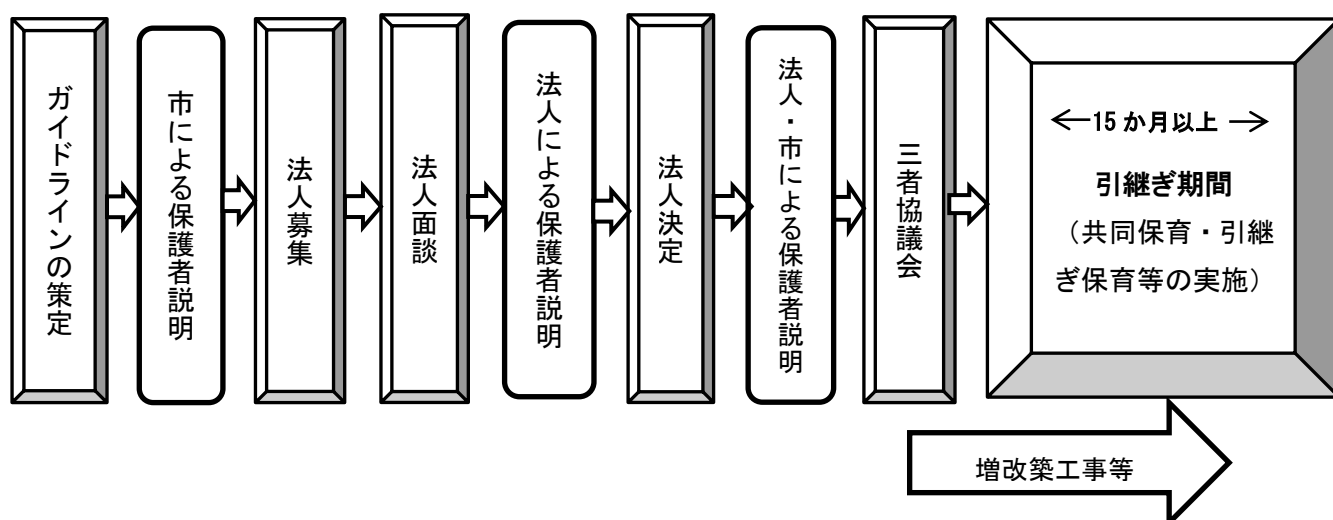 ガイドラインの策定
市による保護者説明
法人募集
法人面談
法人による保護者説明
法人決定
法人・市による保護者説明
三者協議会
←15か月以上→
引継ぎ期間
（共同保育・引継
ぎ保育等の実施）
増改築工事等